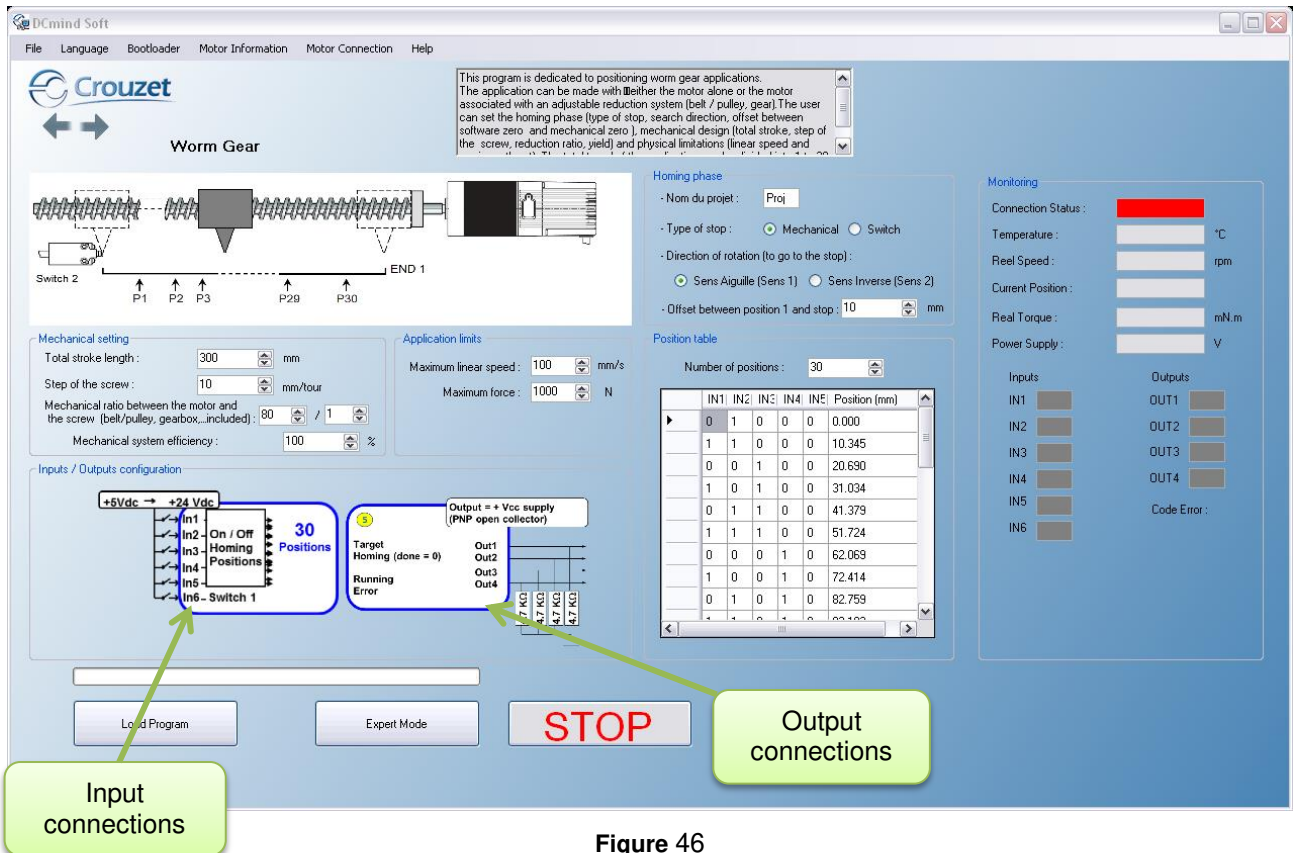 DCmind Soft
File Language Bootloader Motor Information Motor Connection Help
Crouzet
Worm Gear
This program is dedicated to positioning worm gear applications.
The application can be made with either the motor alone or the motor
associated with an adjustable reduction system (belt / pulley, gear).The user
can set the homing phase (type of stop, search direction, offset between
software zero and mechanical zero ), mechanical design (total stroke, step of
the screw, reduction ratio, yield) and physical limitations (linear speed and
Switch 2
END 1
P1 P2 P3 P29 P30
Homing phase
- Nom du projet : Proj
- Type of stop : Mechanical Switch
- Direction of rotation (to go to the stop) :
Sens Aiguille (Sens 1) Sens Inverse (Sens 2)
- Offset between position 1 and stop : 10 mm
Monitoring
Connection Status :
Temperature : °C
Reel Speed : rpm
Current Position :
Real Torque : mN.m
Power Supply : V
Inputs Outputs
IN1 OUT1
IN2 OUT2
IN3 OUT3
IN4 OUT4
IN5 Code Error :
IN6
Mechanical setting
Total stroke length : 300 mm
Step of the screw : 10 mm/tour
Mechanical ratio between the motor and
the screw (belt/pulley, gearbox,...included) : 80 / 1
Mechanical system efficiency : 100 %
Application limits
Maximum linear speed : 100 mm/s
Maximum force : 1000 N
Position table
Number of positions : 30
IN1 IN2 IN3 IN4 IN5 Position (mm)
0 1 0 0 0 0.000
1 1 0 0 0 10.345
0 0 1 0 0 20.690
1 0 1 0 0 31.034
0 1 1 0 0 41.379
1 1 1 0 0 51.724
0 0 0 1 0 62.069
1 0 0 1 0 72.414
0 1 0 1 0 82.759
Inputs / Outputs configuration
+5Vdc → +24 Vdc
In1
In2 On / Off
In3 Homing
In4 Positions
In5
In6 - Switch 1
30
Positions
5
Output = + Vcc supply
(PNP open collector)
Target Out1
Homing (done = 0) Out2
Running Out3
Error Out4
4.7 KΩ 4.7 KΩ 4.7 KΩ 4.7 KΩ
Load Program
Expert Mode
STOP
Input
connections
Output
connections
Figure 46